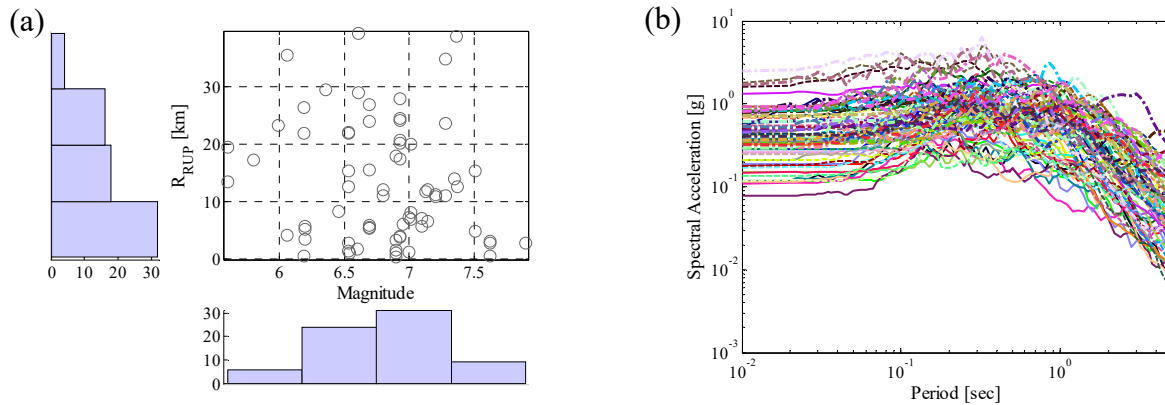 (a)
30
20
10
0
R_RUP [km]
0 10 20 30
6 6.5 7 7.5
Magnitude
30
20
10
0
(b)
10^1
10^0
10^-1
10^-2
10^-3
Spectral Acceleration [g]
10^-2 10^-1 10^0
Period [sec]